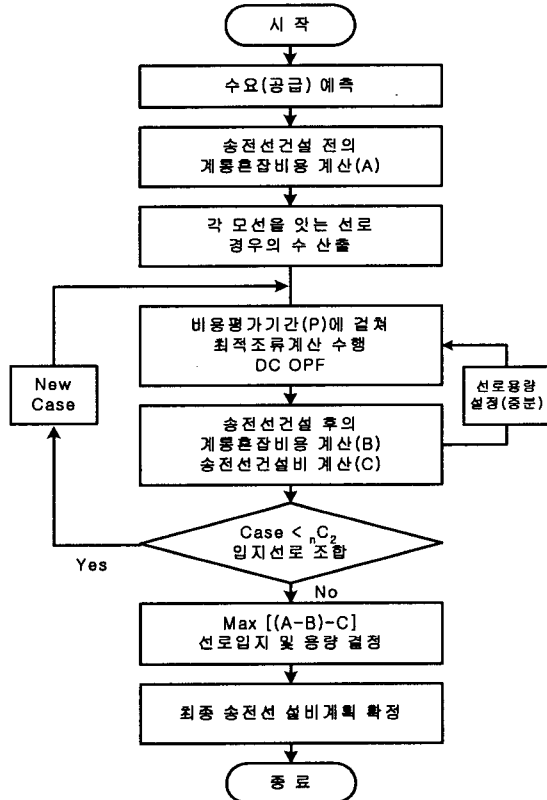 시 작
수요(공급) 예측
송전선건설 전의
계통혼잡비용 계산(A)
각 모선을 잇는 선로
경우의 수 산출
비용평가기간(P)에 걸쳐
최적조류계산 수행
DC OPF
New
Case
선로용량
설정(증분)
송전선건설 후의
계통혼잡비용 계산(B)
송전선건설비 계산(C)
Case < nC2
입지선로 조합
Yes
No
Max [(A-B)-C]
선로입지 및 용량 결정
최종 송전선 설비계획 확정
종 료